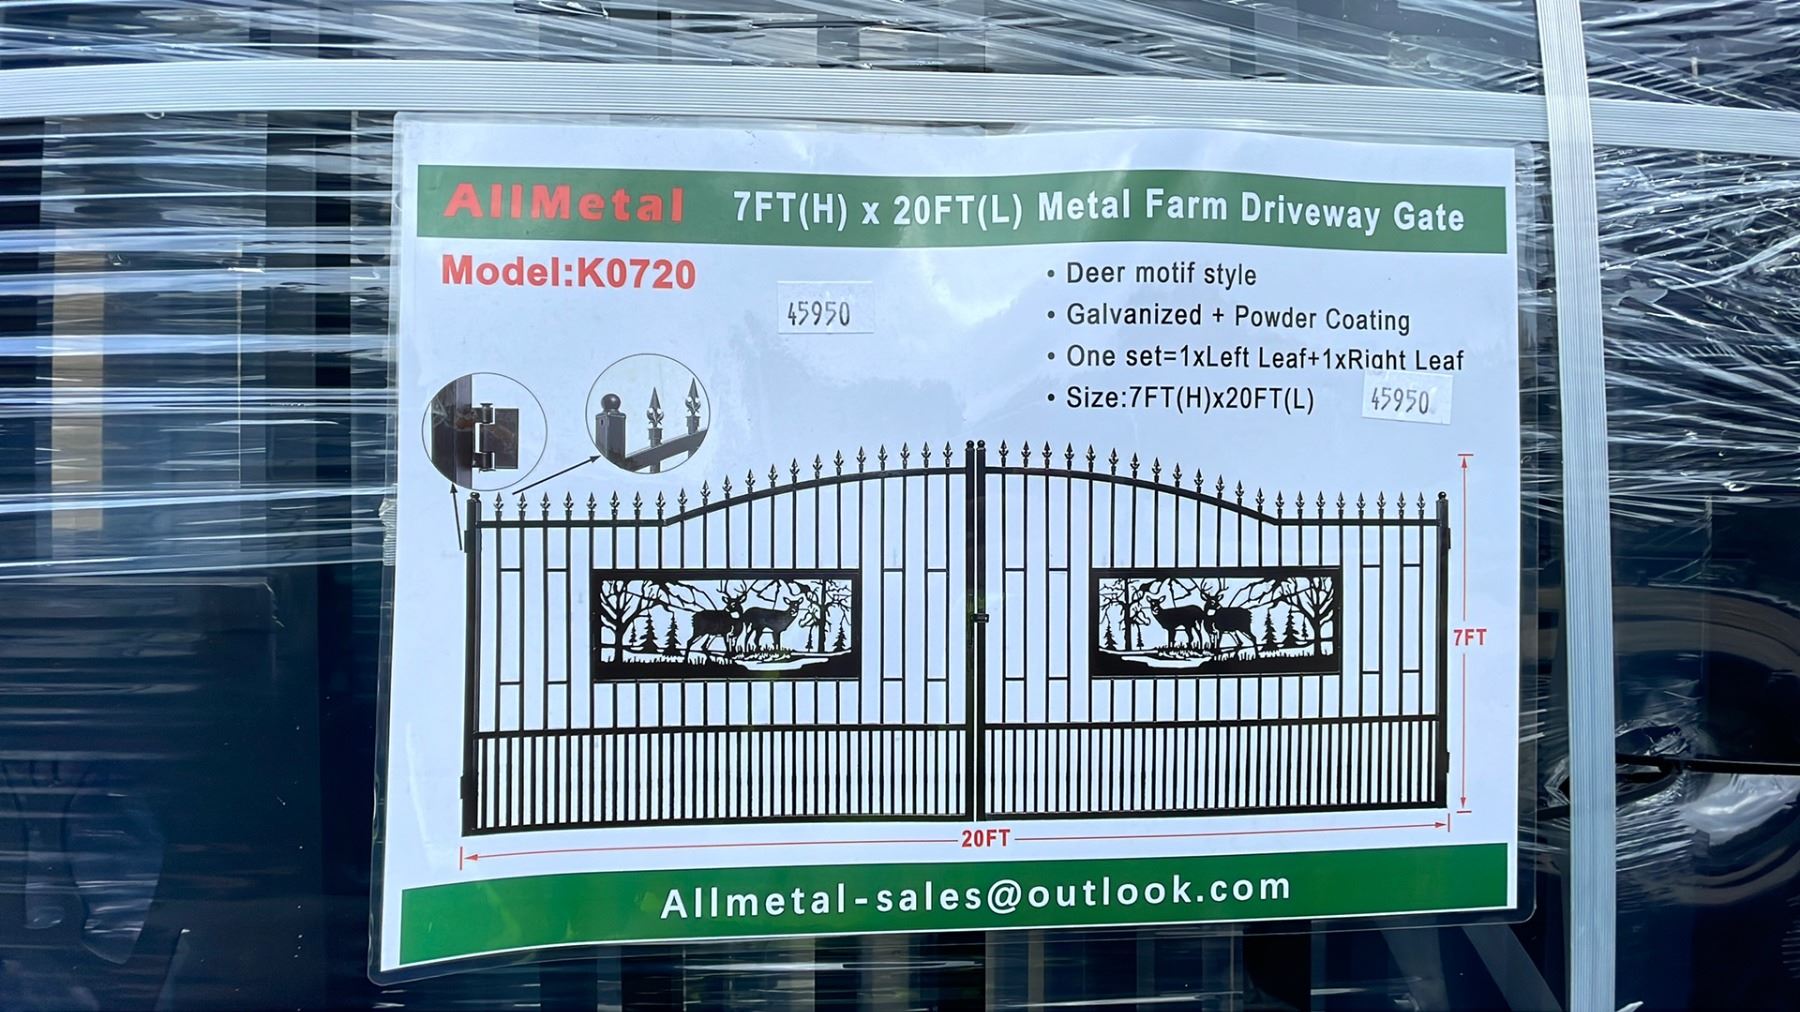 AllMetal 7FT(H) x 20FT(L) Metal Farm Driveway Gate
Model:K0720
45950
• Deer motif style
• Galvanized + Powder Coating
• One set=1xLeft Leaf+1xRight Leaf
• Size:7FT(H)x20FT(L)
45950
7FT
20FT
Allmetal-sales@outlook.com